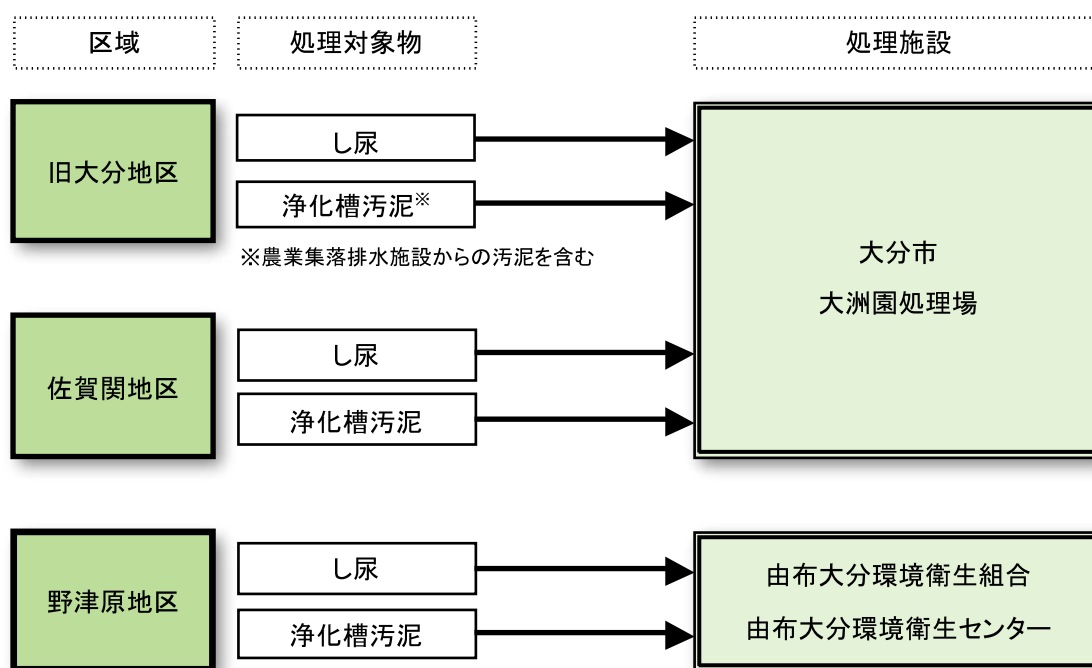 区域
処理対象物
処理施設
旧大分地区
し尿
浄化槽汚泥※
※農業集落排水施設からの汚泥を含む
大分市
大洲園処理場
佐賀関地区
し尿
浄化槽汚泥
野津原地区
し尿
浄化槽汚泥
由布大分環境衛生組合
由布大分環境衛生センター